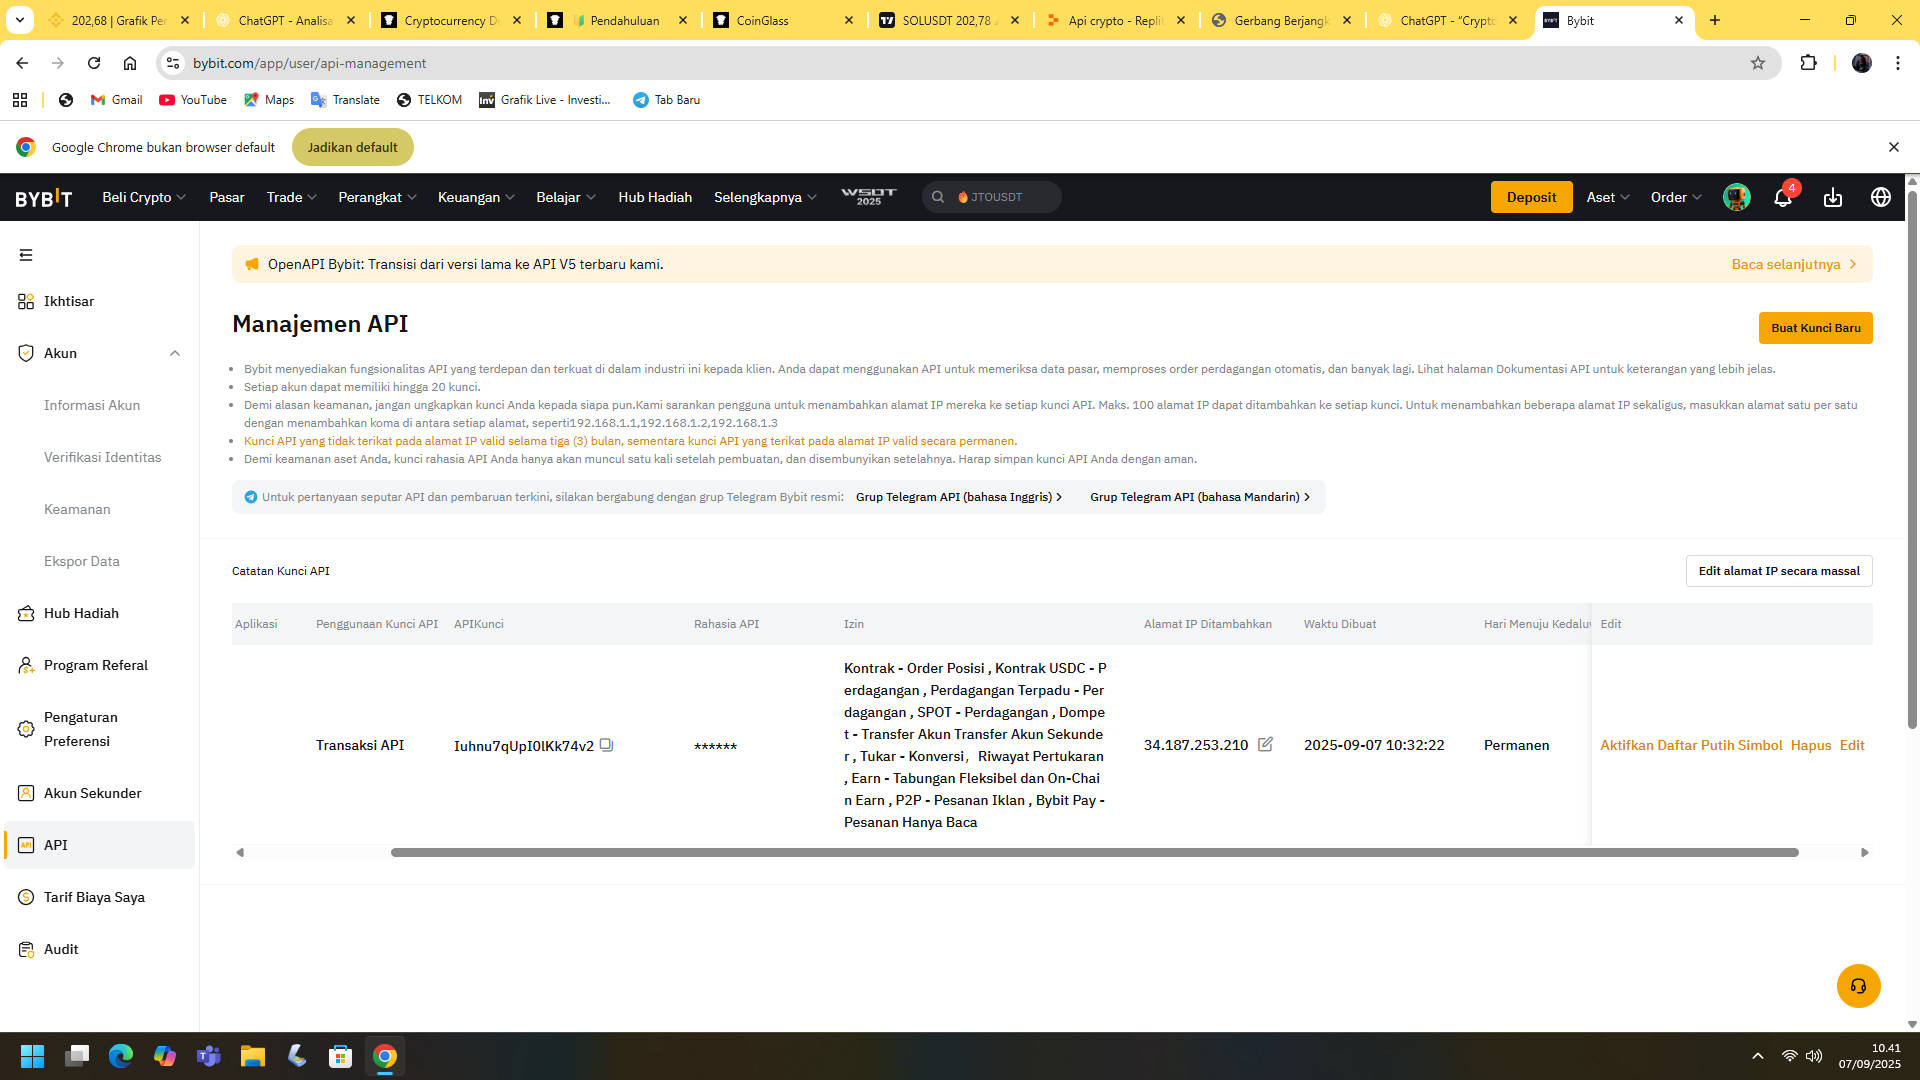 202,68 | Grafik Per
ChatGPT - Analisa
Cryptocurrency D
Pendahuluan
CoinGlass
SOLUSDT 202,78
Api crypto - Replit
Gerbang Berjangk
ChatGPT - "Crypto
Bybit
bybit.com/app/user/api-management
Gmail
YouTube
Maps
Translate
TELKOM
Inv
Grafik Live - Investi...
Tab Baru
Google Chrome bukan browser default
Jadikan default
BYBIT
Beli Crypto
Pasar
Trade
Perangkat
Keuangan
Belajar
Hub Hadiah
Selengkapnya
WSOT
2025
JTOUSDT
Deposit
Aset
Order
4
OpenAPI Bybit: Transisi dari versi lama ke API V5 terbaru kami.
Baca selanjutnya
Ikhtisar
Akun
Informasi Akun
Verifikasi Identitas
Keamanan
Ekspor Data
Hub Hadiah
Program Referal
Pengaturan
Preferensi
Akun Sekunder
API
API
Tarif Biaya Saya
Audit
Manajemen API
Buat Kunci Baru
• Bybit menyediakan fungsionalitas API yang terdepan dan terkuat di dalam industri ini kepada klien. Anda dapat menggunakan API untuk memeriksa data pasar, memproses order perdagangan otomatis, dan banyak lagi. Lihat halaman Dokumentasi API untuk keterangan yang lebih jelas.
• Setiap akun dapat memiliki hingga 20 kunci.
• Demi alasan keamanan, jangan ungkapkan kunci Anda kepada siapa pun.Kami sarankan pengguna untuk menambahkan alamat IP mereka ke setiap kunci API. Maks. 100 alamat IP dapat ditambahkan ke setiap kunci. Untuk menambahkan beberapa alamat IP sekaligus, masukkan alamat satu per satu
dengan menambahkan koma di antara setiap alamat, seperti192.168.1.1,192.168.1.2,192.168.1.3
• Kunci API yang tidak terikat pada alamat IP valid selama tiga (3) bulan, sementara kunci API yang terikat pada alamat IP valid secara permanen.
• Demi keamanan aset Anda, kunci rahasia API Anda hanya akan muncul satu kali setelah pembuatan, dan disembunyikan setelahnya. Harap simpan kunci API Anda dengan aman.
Untuk pertanyaan seputar API dan pembaruan terkini, silakan bergabung dengan grup Telegram Bybit resmi:
Grup Telegram API (bahasa Inggris)
Grup Telegram API (bahasa Mandarin)
Catatan Kunci API
Edit alamat IP secara massal
Aplikasi
Penggunaan Kunci API
APIKunci
Rahasia API
Izin
Alamat IP Ditambahkan
Waktu Dibuat
Hari Menuju Kedalu
Edit
Transaksi API
Iuhnu7qUpI0lKk74v2
******
Kontrak - Order Posisi , Kontrak USDC - P
erdagangan , Perdagangan Terpadu - Per
dagangan , SPOT - Perdagangan , Dompe
t - Transfer Akun Transfer Akun Sekunde
r , Tukar - Konversi， Riwayat Pertukaran
, Earn - Tabungan Fleksibel dan On-Chai
n Earn , P2P - Pesanan Iklan , Bybit Pay -
Pesanan Hanya Baca
34.187.253.210
2025-09-07 10:32:22
Permanen
Aktifkan Daftar Putih Simbol
Hapus
Edit
10.41
07/09/2025